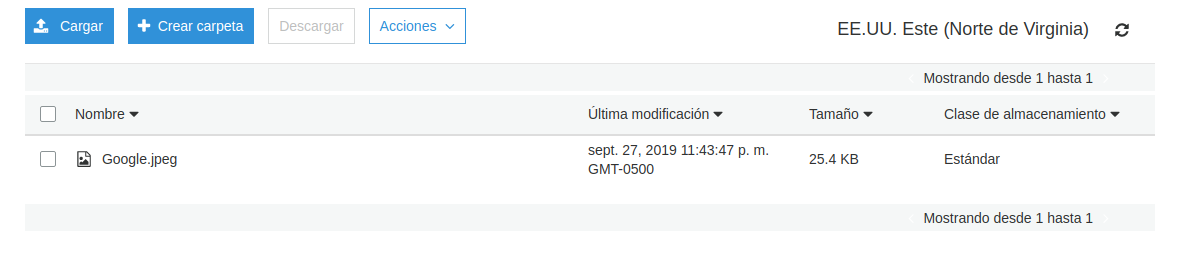 Cargar
Crear carpeta
Descargar
Acciones
EE.UU. Este (Norte de Virginia)
Mostrando desde 1 hasta 1
Nombre
Última modificación
Tamaño
Clase de almacenamiento
Google.jpeg
sept. 27, 2019 11:43:47 p. m.
GMT-0500
25.4 KB
Estándar
Mostrando desde 1 hasta 1